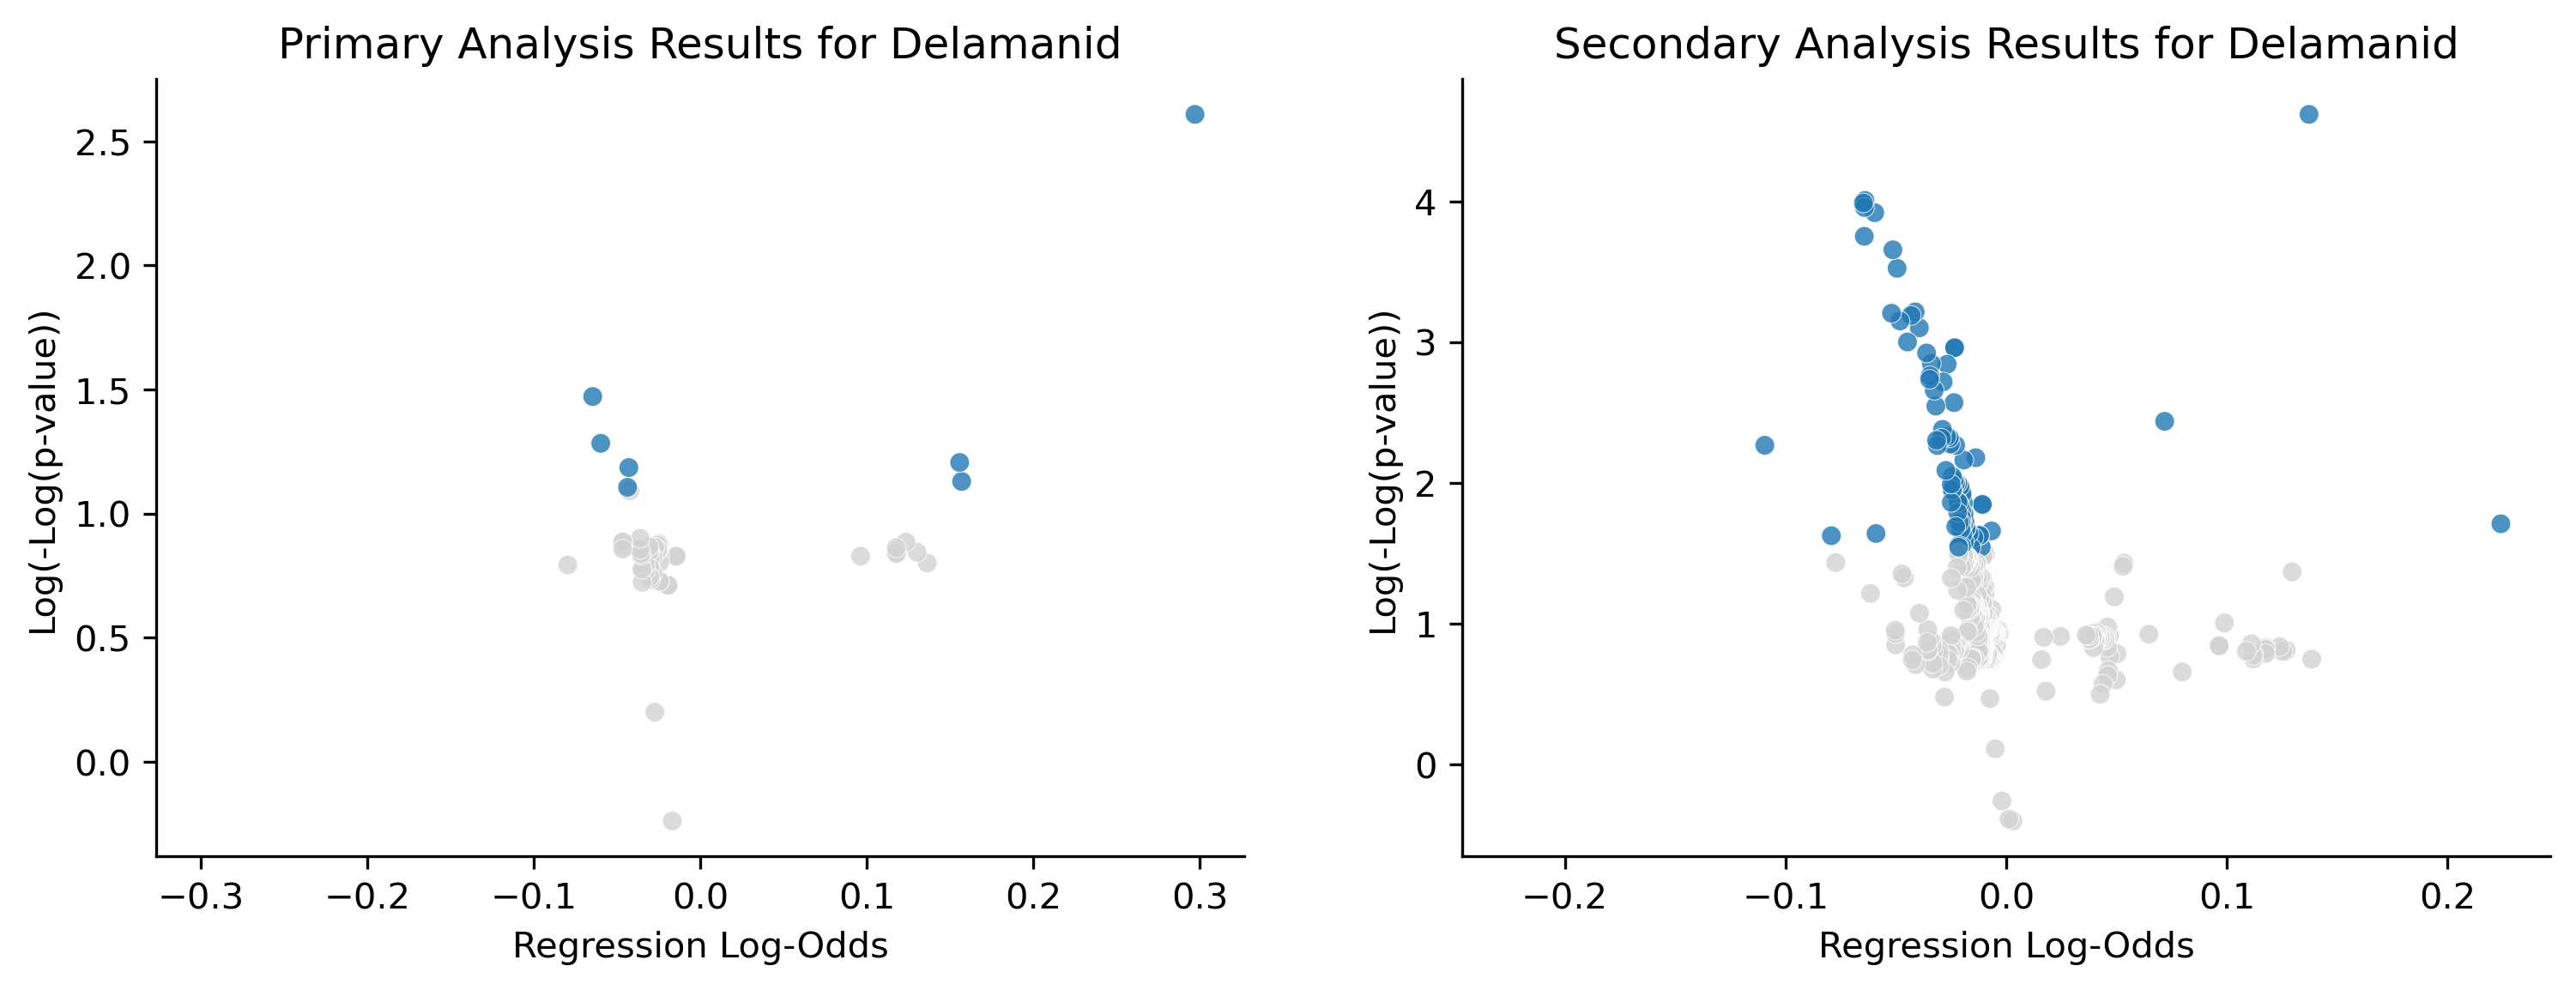 Primary Analysis Results for Delamanid
Log(-Log(p-value))
2.5
2.0
1.5
1.0
0.5
0.0
−0.3 −0.2 −0.1 0.0 0.1 0.2 0.3
Regression Log-Odds
Secondary Analysis Results for Delamanid
Log(-Log(p-value))
4
3
2
1
0
−0.2 −0.1 0.0 0.1 0.2
Regression Log-Odds